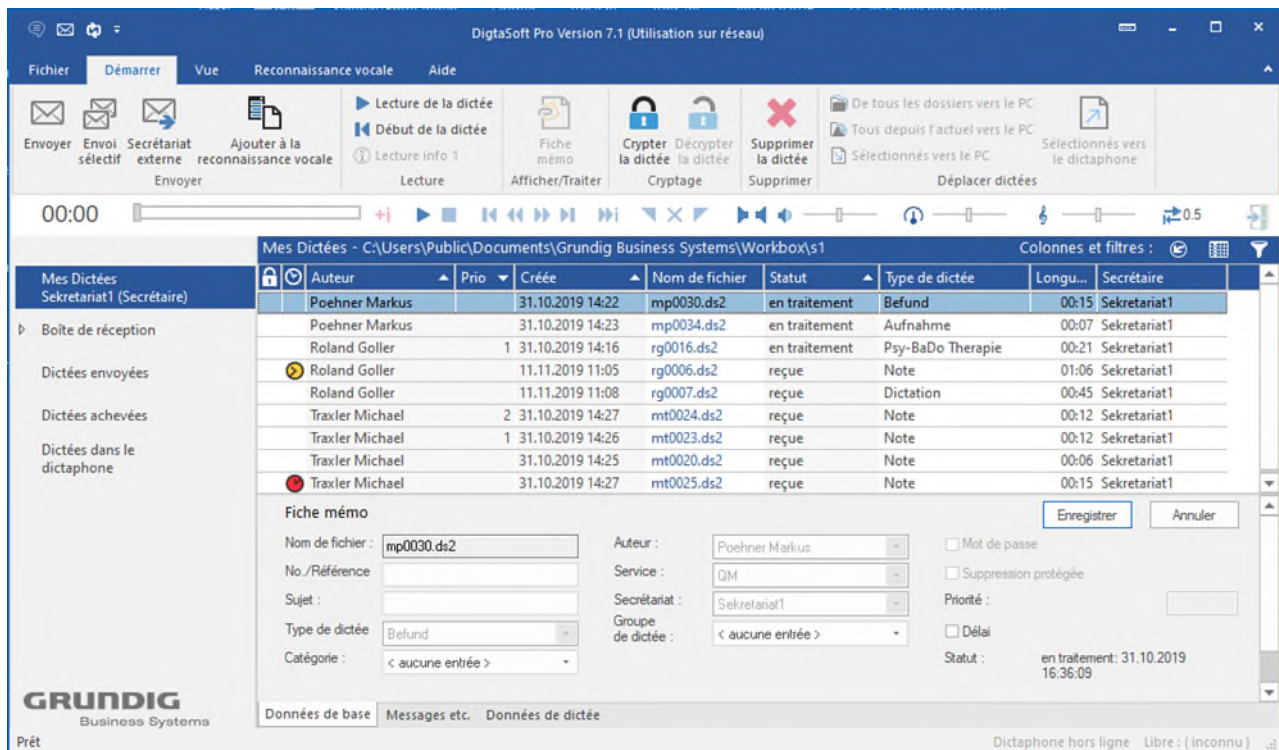 DigtaSoft Pro Version 7.1 (Utilisation sur réseau)
Fichier Démarrer Vue Reconnaissance vocale Aide
Envoyer
Envoi sélectif
Secrétariat externe
Ajouter à la reconnaissance vocale
Envoyer
Lecture de la dictée
Début de la dictée
Lecture info 1
Lecture
Fiche mémo
Afficher/Traiter
Crypter la dictée
Décrypter la dictée
Cryptage
Supprimer la dictée
Supprimer
De tous les dossiers vers le PC
Tous depuis l'actuel vers le PC
Sélectionnés vers le PC
Sélectionnés vers le dictaphone
Déplacer dictées
00:00 +i i 0.5
Mes Dictées - C:\Users\Public\Documents\Grundig Business Systems\Workbox\s1 Colonnes et filtres :
Mes Dictées
Sekretariat1 (Secrétaire)
Boîte de réception
Dictées envoyées
Dictées achevées
Dictées dans le
dictaphone
Auteur Prio Créée Nom de fichier Statut Type de dictée Longu... Secrétaire
Poehner Markus 31.10.2019 14:22 mp0030.ds2 en traitement Befund 00:15 Sekretariat1
Poehner Markus 31.10.2019 14:23 mp0034.ds2 en traitement Aufnahme 00:07 Sekretariat1
Roland Goller 1 31.10.2019 14:16 rg0016.ds2 en traitement Psy-BaDo Therapie 00:21 Sekretariat1
Roland Goller 11.11.2019 11:05 rg0006.ds2 reçue Note 01:06 Sekretariat1
Roland Goller 11.11.2019 11:08 rg0007.ds2 reçue Dictation 00:45 Sekretariat1
Traxler Michael 2 31.10.2019 14:27 mt0024.ds2 reçue Note 00:12 Sekretariat1
Traxler Michael 1 31.10.2019 14:26 mt0023.ds2 reçue Note 00:12 Sekretariat1
Traxler Michael 31.10.2019 14:25 mt0020.ds2 reçue Note 00:06 Sekretariat1
Traxler Michael 31.10.2019 14:27 mt0025.ds2 reçue Note 00:15 Sekretariat1
Fiche mémo Enregistrer Annuler
Nom de fichier : mp0030.ds2 Auteur : Poehner Markus Mot de passe
No./Référence Service : QM Suppression protégée
Sujet : Secrétariat : Sekretariat1 Priorité :
Type de dictée Befund Groupe de dictée : < aucune entrée > Délai
Catégorie : < aucune entrée > Statut : en traitement: 31.10.2019
16:36:09
GRUNDIG
Business Systems
Données de base Messages etc. Données de dictée
Prêt Dictaphone hors ligne Libre : ( inconnu )